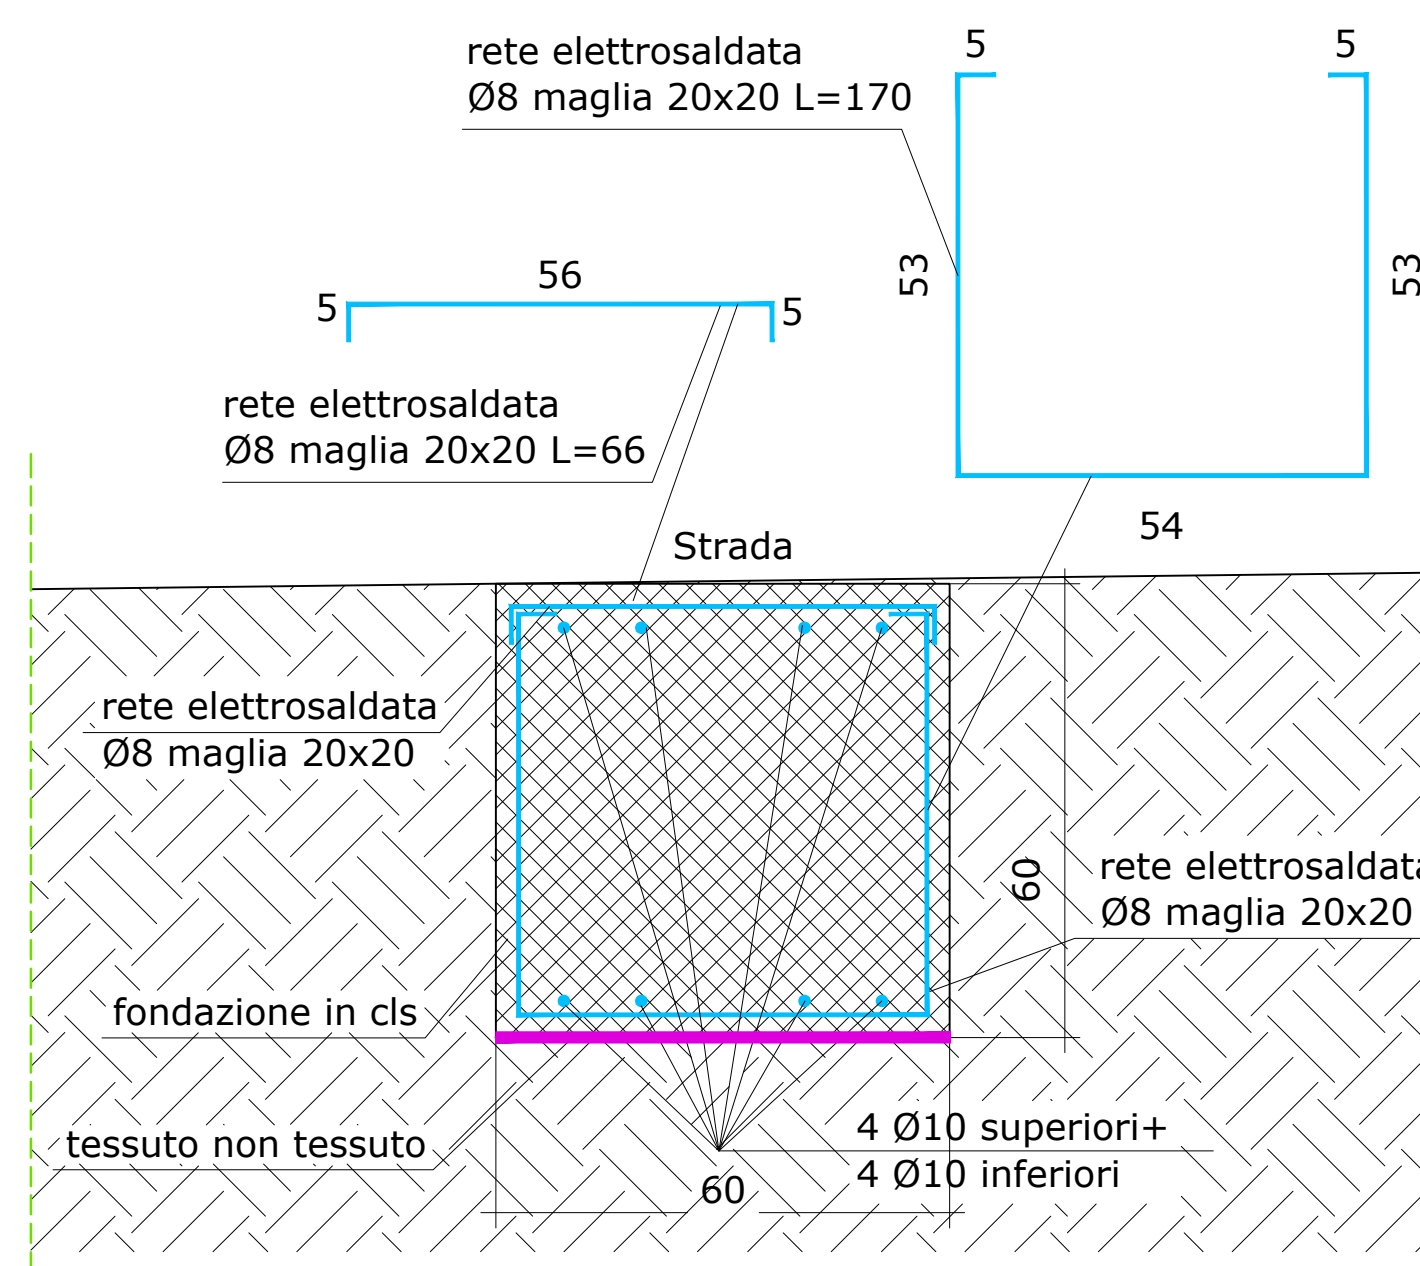 rete elettrosaldata
Ø8 maglia 20x20 L=170
5
5
53
53
54
56
5
5
rete elettrosaldata
Ø8 maglia 20x20 L=66
Strada
rete elettrosaldata
Ø8 maglia 20x20
60
rete elettrosaldata
Ø8 maglia 20x20
fondazione in cls
tessuto non tessuto
4 Ø10 superiori+
4 Ø10 inferiori
60